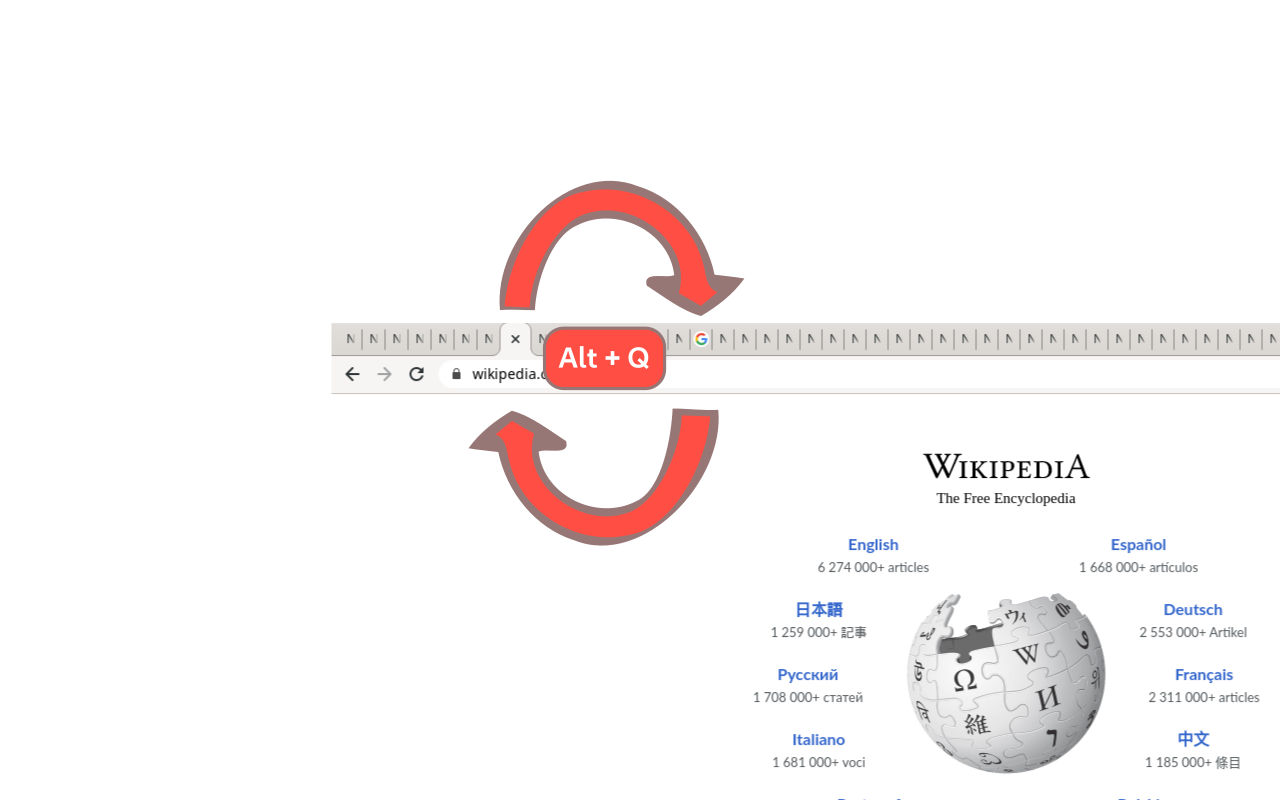 Alt + Q
wikipedia.
WIKIPEDIA
The Free Encyclopedia
English
6 274 000+ articles
Español
1 668 000+ artículos
日本語
1 259 000+ 記事
Deutsch
2 553 000+ Artikel
Русский
1 708 000+ статей
Français
2 311 000+ articles
Italiano
1 681 000+ voci
中文
1 185 000+ 條目